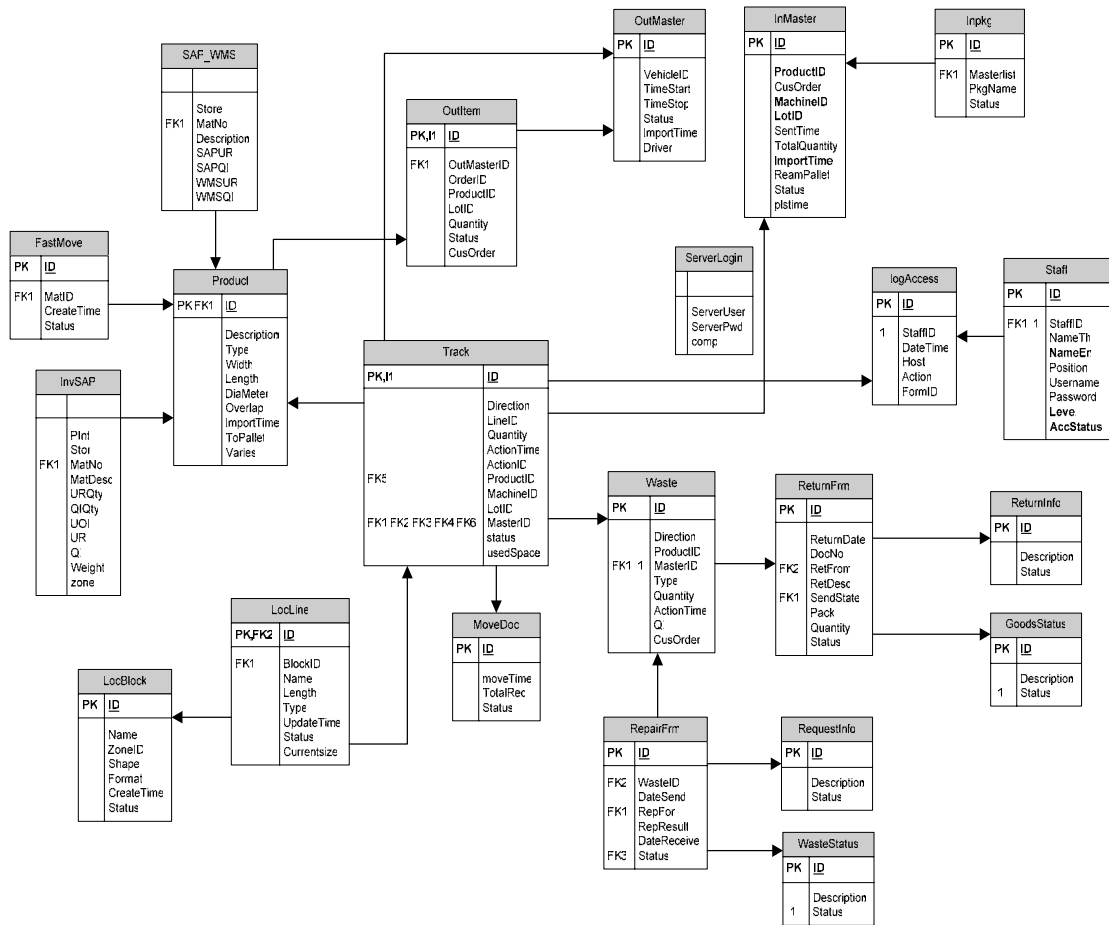 OutMaster
PK ID
VehicleID
TimeStart
TimeStop
Status
ImportTime
Driver
InMaster
PK ID
ProductID
CusOrder
MachineID
LotID
SentTime
TotalQuantity
ImportTime
ReamPallet
Status
plstime
Inpkg
PK ID
FK1 Masterlist
PkgName
Status
SAF_WMS
Store
FK1 MatNo
Description
SAPUR
SAPQI
WMSUR
WMSQI
OutItem
PK,I1 ID
FK1 OutMasterID
OrderID
ProductID
LotID
Quantity
Status
CusOrder
FastMove
PK ID
FK1 MatID
CreateTime
Status
Product
PK FK1 ID
Description
Type
Width
Length
DiaMeter
Overlap
ImportTime
ToPallet
Varies
ServerLogin
ServerUser
ServerPwd
comp
logAccess
PK ID
1 StaffID
DateTime
Host
Action
FormID
Staff
PK ID
FK1 1 StaffID
NameTh
NameEn
Position
Username
Password
Leve
AccStatus
InvSAP
Plnt
Stor
FK1 MatNo
MatDesc
URQty
QIQty
UOI
UR
Q
Weight
zone
Track
PK,I1 ID
Direction
LineID
Quantity
ActionTime
ActionID
FK5 ProductID
MachineID
LotID
FK1 FK2 FK3 FK4 FK6 MasterID
status
usedSpace
Waste
PK ID
Direction
ProductID
FK1 1 MasterID
Type
Quantity
ActionTime
Q
CusOrder
ReturnFrm
PK ID
ReturnDate
DocNo
FK2 RetFrom
RetDesc
FK1 SendState
Pack
Quantity
Status
ReturnInfo
PK ID
Description
Status
GoodsStatus
PK ID
Description
1 Status
LocLine
PK,FK2 ID
FK1 BlockID
Name
Length
Type
UpdateTime
Status
Currentsize
MoveDoc
PK ID
moveTime
TotalRec
Status
LocBlock
PK ID
Name
ZoneID
Shape
Format
CreateTime
Status
RepairFrm
PK ID
FK2 WasteID
DateSend
FK1 RepFor
RepResult
DateReceive
FK3 Status
RequestInfo
PK ID
Description
Status
WasteStatus
PK ID
Description
1 Status